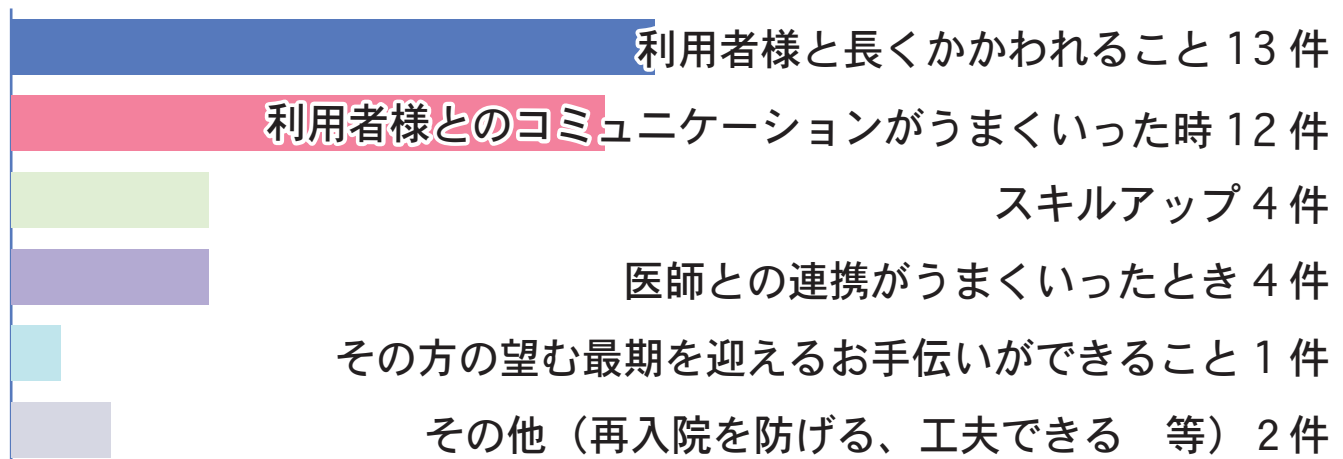 利用者様と長くかかわれること 13 件
利用者様とのコミュニケーションがうまくいった時 12 件
スキルアップ 4 件
医師との連携がうまくいったとき 4 件
その方の望む最期を迎えるお手伝いができること 1 件
その他（再入院を防げる、工夫できる　等） 2 件